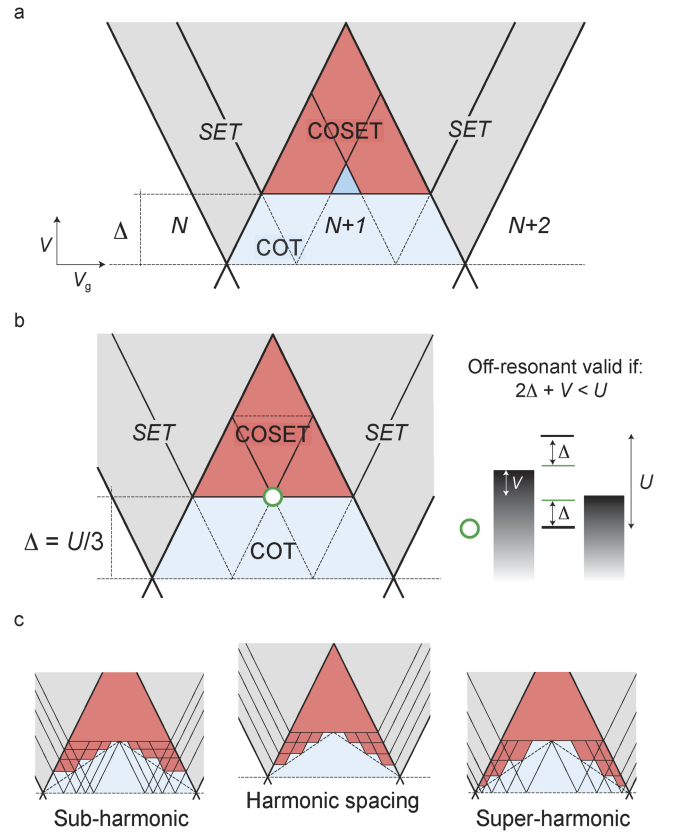 a
SET
COSET
SET
Δ
N
N+1
N+2
COT
V
Vg
b
SET
COSET
SET
Δ = U/3
COT
Off-resonant valid if:
2Δ + V < U
Δ
V
U
Δ
c
Sub-harmonic
Harmonic spacing
Super-harmonic